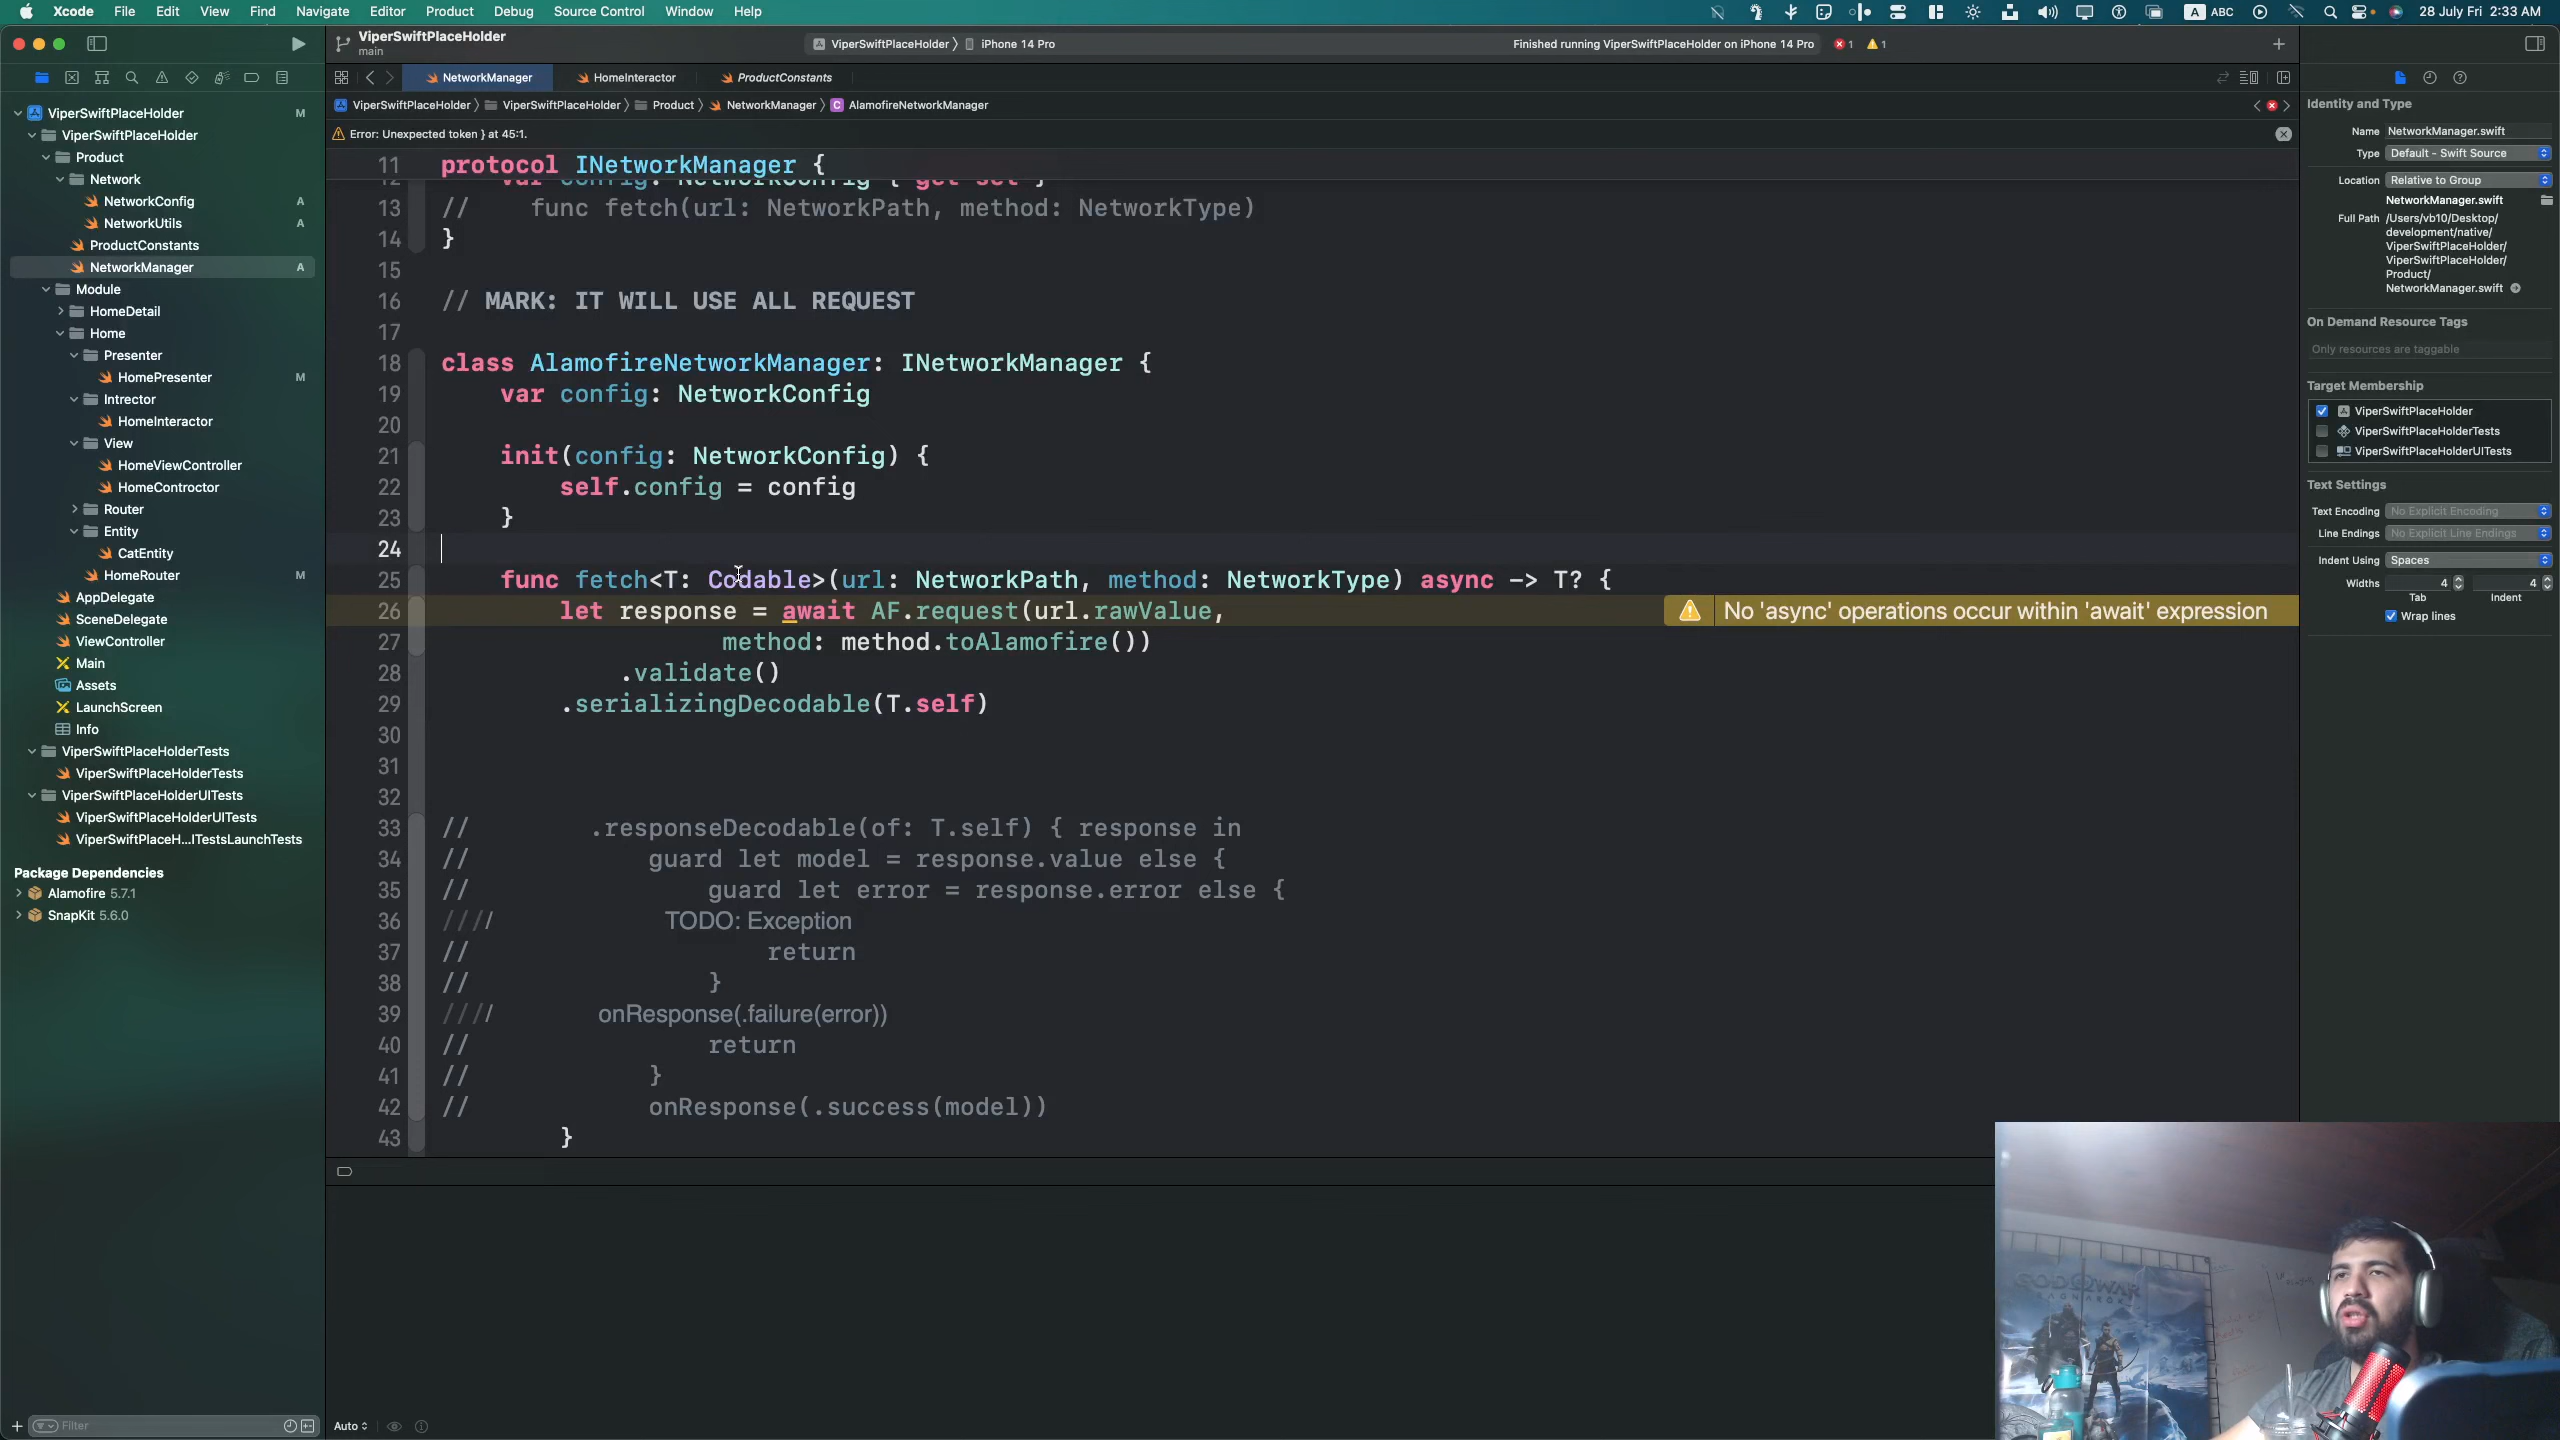 Xcode File Edit View Find Navigate Editor Product Debug Source Control Window Help
A ABC 28 July Fri 2:33 AM
ViperSwiftPlaceHolder
main
ViperSwiftPlaceHolder 〉 iPhone 14 Pro
Finished running ViperSwiftPlaceHolder on iPhone 14 Pro 1 1
NetworkManager HomeInteractor ProductConstants
ViperSwiftPlaceHolder 〉 ViperSwiftPlaceHolder 〉 Product 〉 NetworkManager 〉 C AlamofireNetworkManager
Error: Unexpected token } at 45:1.
ViperSwiftPlaceHolder M
ViperSwiftPlaceHolder
Product
Network
NetworkConfig A
NetworkUtils A
ProductConstants
NetworkManager A
Module
HomeDetail
Home
Presenter
HomePresenter M
Intrector
HomeInteractor
View
HomeViewController
HomeControctor
Router
Entity
CatEntity
HomeRouter M
AppDelegate
SceneDelegate
ViewController
Main
Assets
LaunchScreen
Info
ViperSwiftPlaceHolderTests
ViperSwiftPlaceHolderTests
ViperSwiftPlaceHolderUITests
ViperSwiftPlaceHolderUITests
ViperSwiftPlaceH...ITestsLaunchTests
Package Dependencies
Alamofire 5.7.1
SnapKit 5.6.0
Filter
11 protocol INetworkManager {
12 var config: NetworkConfig { get set }
13 // func fetch(url: NetworkPath, method: NetworkType)
14 }
15
16 // MARK: IT WILL USE ALL REQUEST
17
18 class AlamofireNetworkManager: INetworkManager {
19 var config: NetworkConfig
20
21 init(config: NetworkConfig) {
22 self.config = config
23 }
24
25 func fetch<T: Codable>(url: NetworkPath, method: NetworkType) async -> T? {
26 let response = await AF.request(url.rawValue, No 'async' operations occur within 'await' expression
27 method: method.toAlamofire())
28 .validate()
29 .serializingDecodable(T.self)
30
31
32
33 // .responseDecodable(of: T.self) { response in
34 // guard let model = response.value else {
35 // guard let error = response.error else {
36 //// TODO: Exception
37 // return
38 // }
39 //// onResponse(.failure(error))
40 // return
41 // }
42 // onResponse(.success(model))
43 }
Auto
Identity and Type
Name NetworkManager.swift
Type Default - Swift Source
Location Relative to Group
NetworkManager.swift
Full Path /Users/vb10/Desktop/
development/native/
ViperSwiftPlaceHolder/
ViperSwiftPlaceHolder/
Product/
NetworkManager.swift
On Demand Resource Tags
Only resources are taggable
Target Membership
ViperSwiftPlaceHolder
ViperSwiftPlaceHolderTests
ViperSwiftPlaceHolderUITests
Text Settings
Text Encoding No Explicit Encoding
Line Endings No Explicit Line Endings
Indent Using Spaces
Widths 4 4
Tab Indent
Wrap lines
GOD OF WAR
RAGNAROK